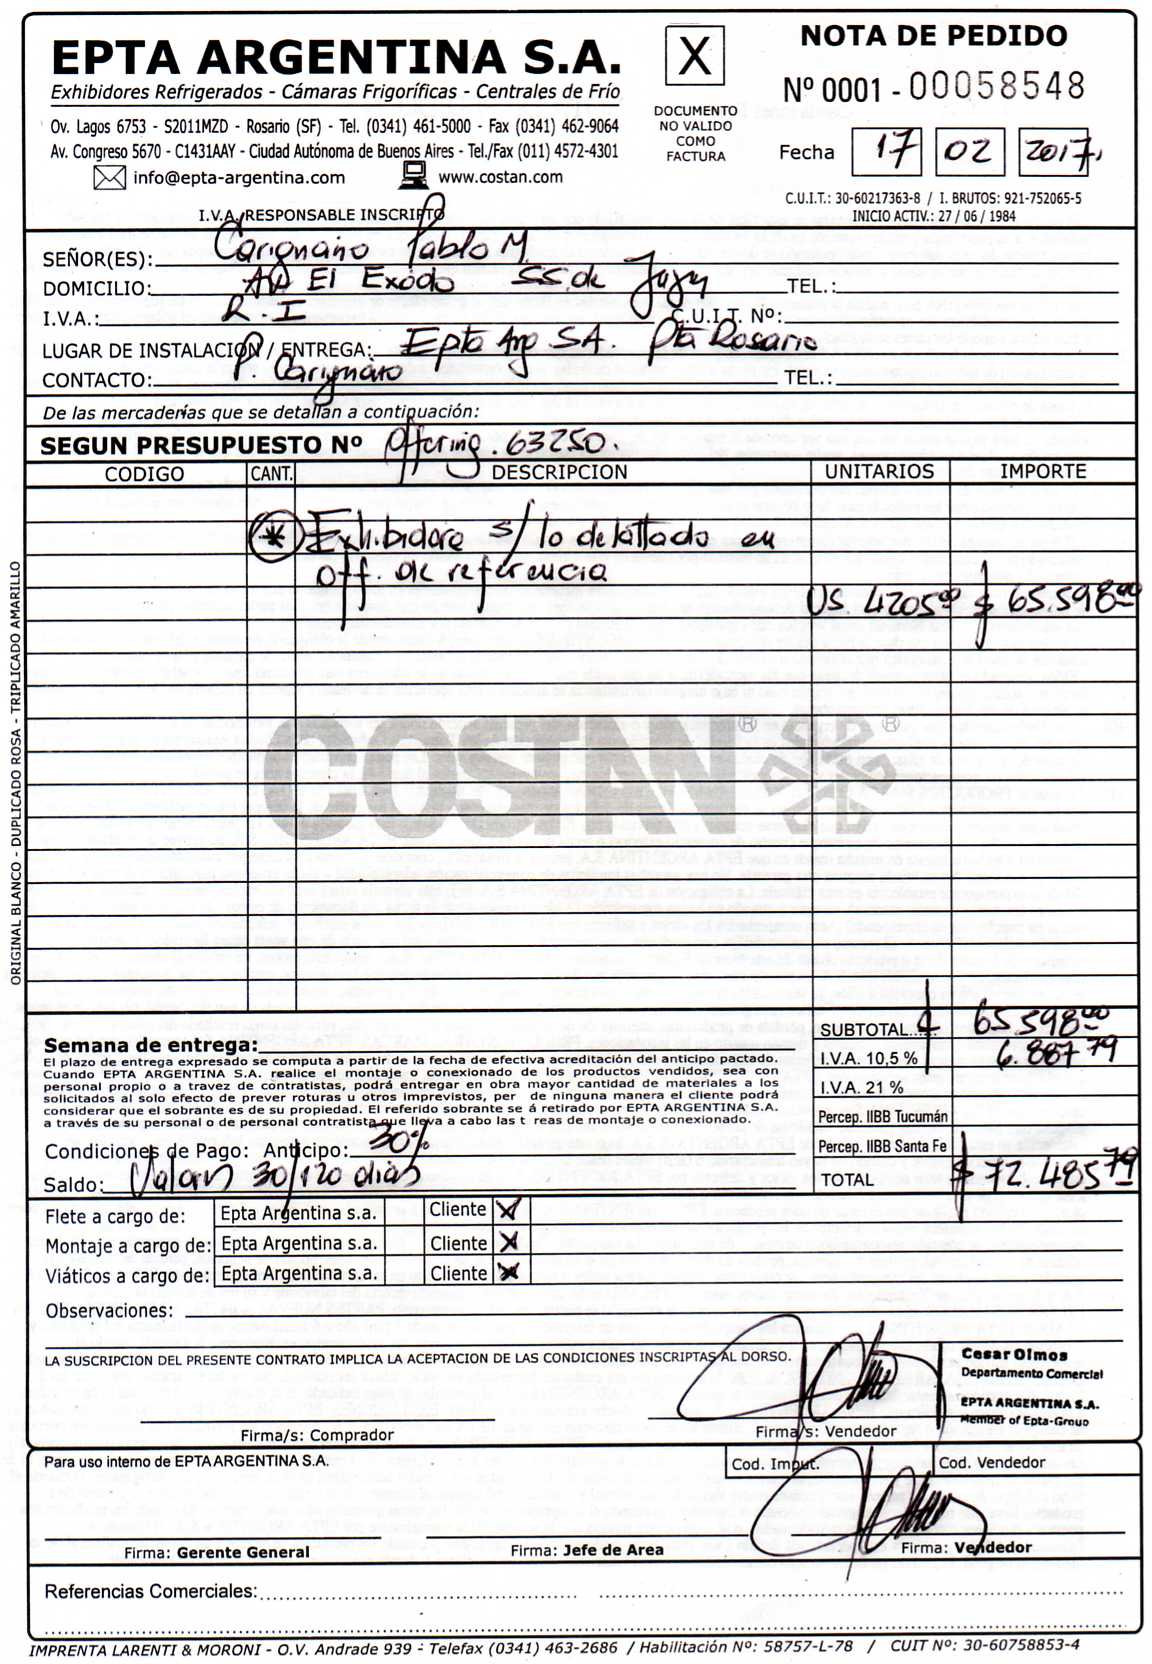 EPTA ARGENTINA S.A.
Exhibidores Refrigerados - Cámaras Frigoríficas - Centrales de Frío
Ov. Lagos 6753 - S2011MZD - Rosario (SF) - Tel. (0341) 461-5000 - Fax (0341) 462-9064
Av. Congreso 5670 - C1431AAY - Ciudad Autónoma de Buenos Aires - Tel./Fax (011) 4572-4301
info@epta-argentina.com www.costan.com
I.V.A. RESPONSABLE INSCRIPTO
X
DOCUMENTO
NO VALIDO
COMO
FACTURA
NOTA DE PEDIDO
Nº 0001 - 00058548
Fecha 17 02 2017
C.U.I.T.: 30-60217363-8 / I. BRUTOS: 921-752065-5
INICIO ACTIV.: 27 / 06 / 1984
SEÑOR(ES): Carignano Pablo M.
DOMICILIO: AV El Exodo SS. de Jujuy TEL.:
I.V.A.: R.I C.U.I.T. Nº:
LUGAR DE INSTALACION / ENTREGA: Epta Arg SA. Pta Rosario
CONTACTO: P. Carignano TEL.:
De las mercaderías que se detallan a continuación:
SEGUN PRESUPUESTO Nº Offering. 63250.
CODIGO CANT. DESCRIPCION UNITARIOS IMPORTE
* Exhibidore s/ lo detallado en
off. de referencia
US. 420500 $ 65.59800
COSTAN ® ®
ORIGINAL BLANCO - DUPLICADO ROSA - TRIPLICADO AMARILLO
Semana de entrega:
El plazo de entrega expresado se computa a partir de la fecha de efectiva acreditación del anticipo pactado.
Cuando EPTA ARGENTINA S.A. realice el montaje o conexionado de los productos vendidos, sea con
personal propio o a travez de contratistas, podrá entregar en obra mayor cantidad de materiales a los
solicitados al solo efecto de prever roturas u otros imprevistos, per de ninguna manera el cliente podrá
considerar que el sobrante es de su propiedad. El referido sobrante se á retirado por EPTA ARGENTINA S.A.
a través de su personal o de personal contratista que lleva a cabo las t reas de montaje o conexionado.
SUBTOTAL.... $ 65.59800
I.V.A. 10,5 % 6.88779
I.V.A. 21 %
Percep. IIBB Tucumán
Percep. IIBB Santa Fe
TOTAL $ 72.48579
Condiciones de Pago: Anticipo: 30%
Saldo: Valores 30/120 dias
Flete a cargo de: Epta Argentina s.a. Cliente X
Montaje a cargo de: Epta Argentina s.a. Cliente X
Viáticos a cargo de: Epta Argentina s.a. Cliente X
Observaciones:
LA SUSCRIPCION DEL PRESENTE CONTRATO IMPLICA LA ACEPTACION DE LAS CONDICIONES INSCRIPTAS AL DORSO.
Cesar Olmos
Departamento Comercial
EPTA ARGENTINA S.A.
Member of Epta-Group
Firma/s: Comprador Firma/s: Vendedor
Para uso interno de EPTA ARGENTINA S.A. Cod. Imput. Cod. Vendedor
Firma: Gerente General Firma: Jefe de Area Firma: Vendedor
Referencias Comerciales:
IMPRENTA LARENTI & MORONI - O.V. Andrade 939 - Telefax (0341) 463-2686 / Habilitación Nº: 58757-L-78 / CUIT Nº: 30-60758853-4